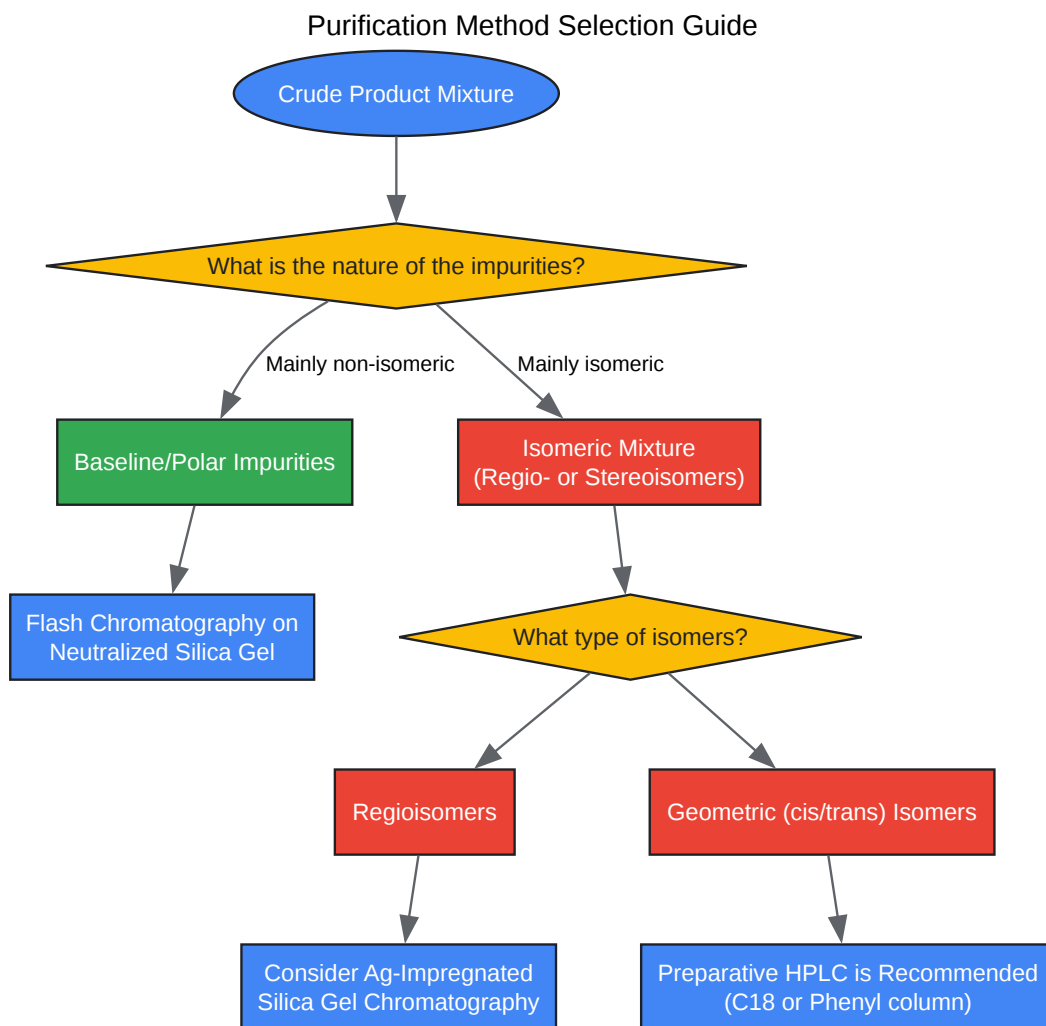 Purification Method Selection Guide
Crude Product Mixture
What is the nature of the impurities?
Mainly non-isomeric
Mainly isomeric
Baseline/Polar Impurities
Isomeric Mixture
(Regio- or Stereoisomers)
Flash Chromatography on
Neutralized Silica Gel
What type of isomers?
Regioisomers
Geometric (cis/trans) Isomers
Consider Ag-Impregnated
Silica Gel Chromatography
Preparative HPLC is Recommended
(C18 or Phenyl column)